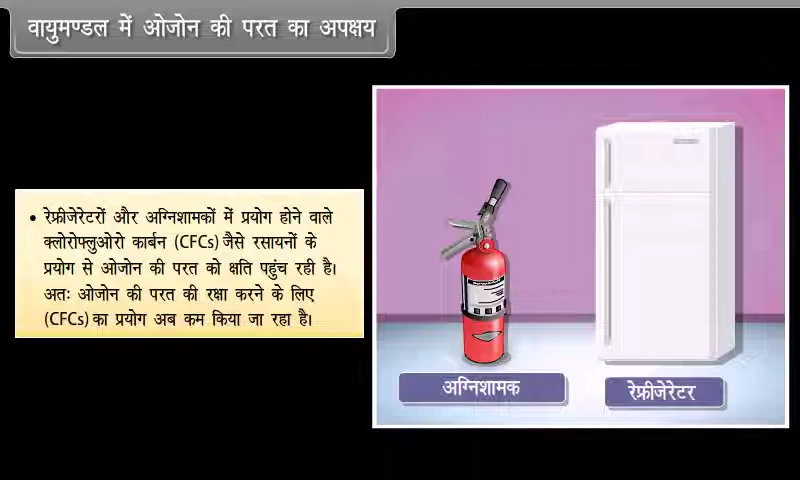 वायुमण्डल में ओजोन की परत का अपक्षय
• रेफ्रीजेरेटरों और अग्निशामकों में प्रयोग होने वाले
क्लोरोफ्लुओरो कार्बन (CFCs) जैसे रसायनों के
प्रयोग से ओजोन की परत को क्षति पहुंच रही है।
अतः ओजोन की परत की रक्षा करने के लिए
(CFCs) का प्रयोग अब कम किया जा रहा है।
अग्निशामक
रेफ्रीजेरेटर